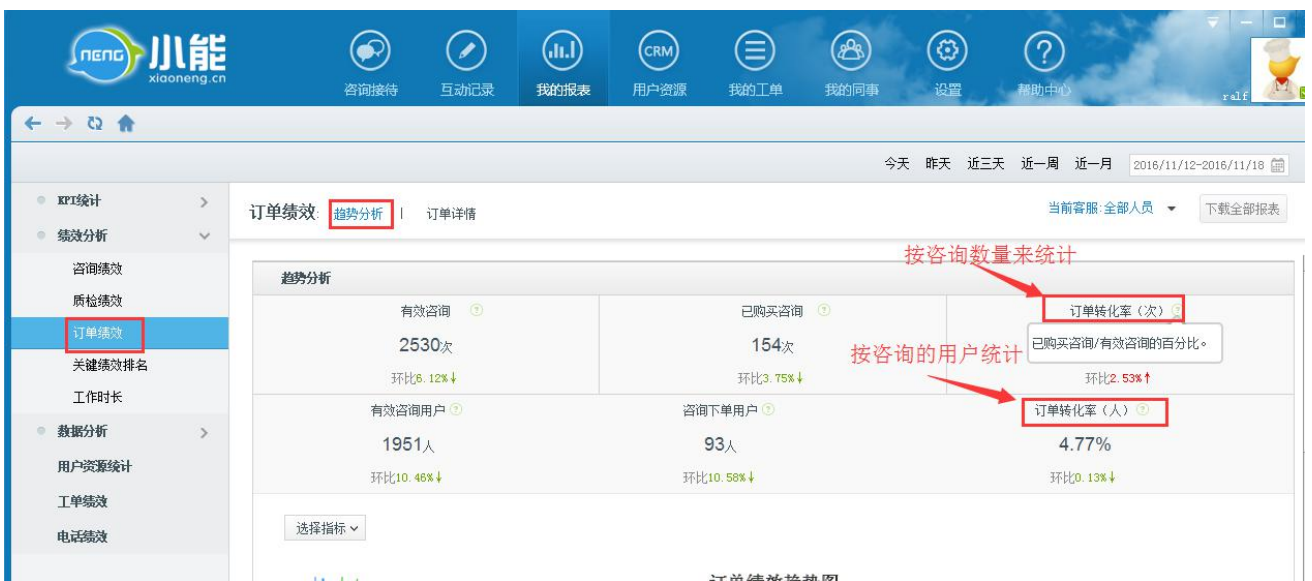 NENG 小能
xiaoneng.cn
咨询接待 互动记录 我的报表 CRM 用户资源 我的工单 我的同事 设置 ? 帮助中心
ralf
今天 昨天 近三天 近一周 近一月 2016/11/12-2016/11/18
KPI统计
绩效分析
咨询绩效
质检绩效
订单绩效
关键绩效排名
工作时长
数据分析
用户资源统计
工单绩效
电话绩效
订单绩效: 趋势分析 | 订单详情 当前客服:全部人员 下载全部报表
按咨询数量来统计
趋势分析
有效咨询 ? 已购买咨询 ? 订单转化率（次） ?
2530次 154次 已购买咨询/有效咨询的百分比。
按咨询的用户统计
环比6.12%↓ 环比3.75%↓ 环比2.53%↑
有效咨询用户 ? 咨询下单用户 ? 订单转化率（人） ?
1951人 93人 4.77%
环比10.46%↓ 环比10.58%↓ 环比0.13%↓
选择指标
订单绩效趋势图